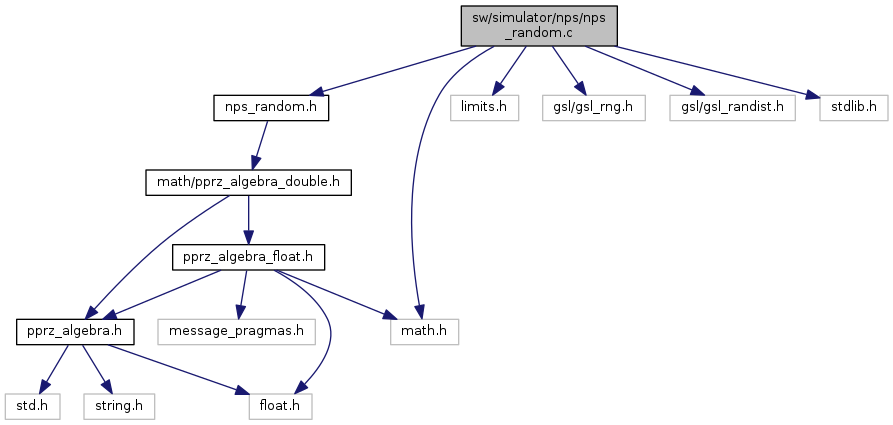 sw/simulator/nps/nps
_random.c
nps_random.h
limits.h
gsl/gsl_rng.h
gsl/gsl_randist.h
stdlib.h
math/pprz_algebra_double.h
pprz_algebra_float.h
pprz_algebra.h
message_pragmas.h
math.h
std.h
string.h
float.h